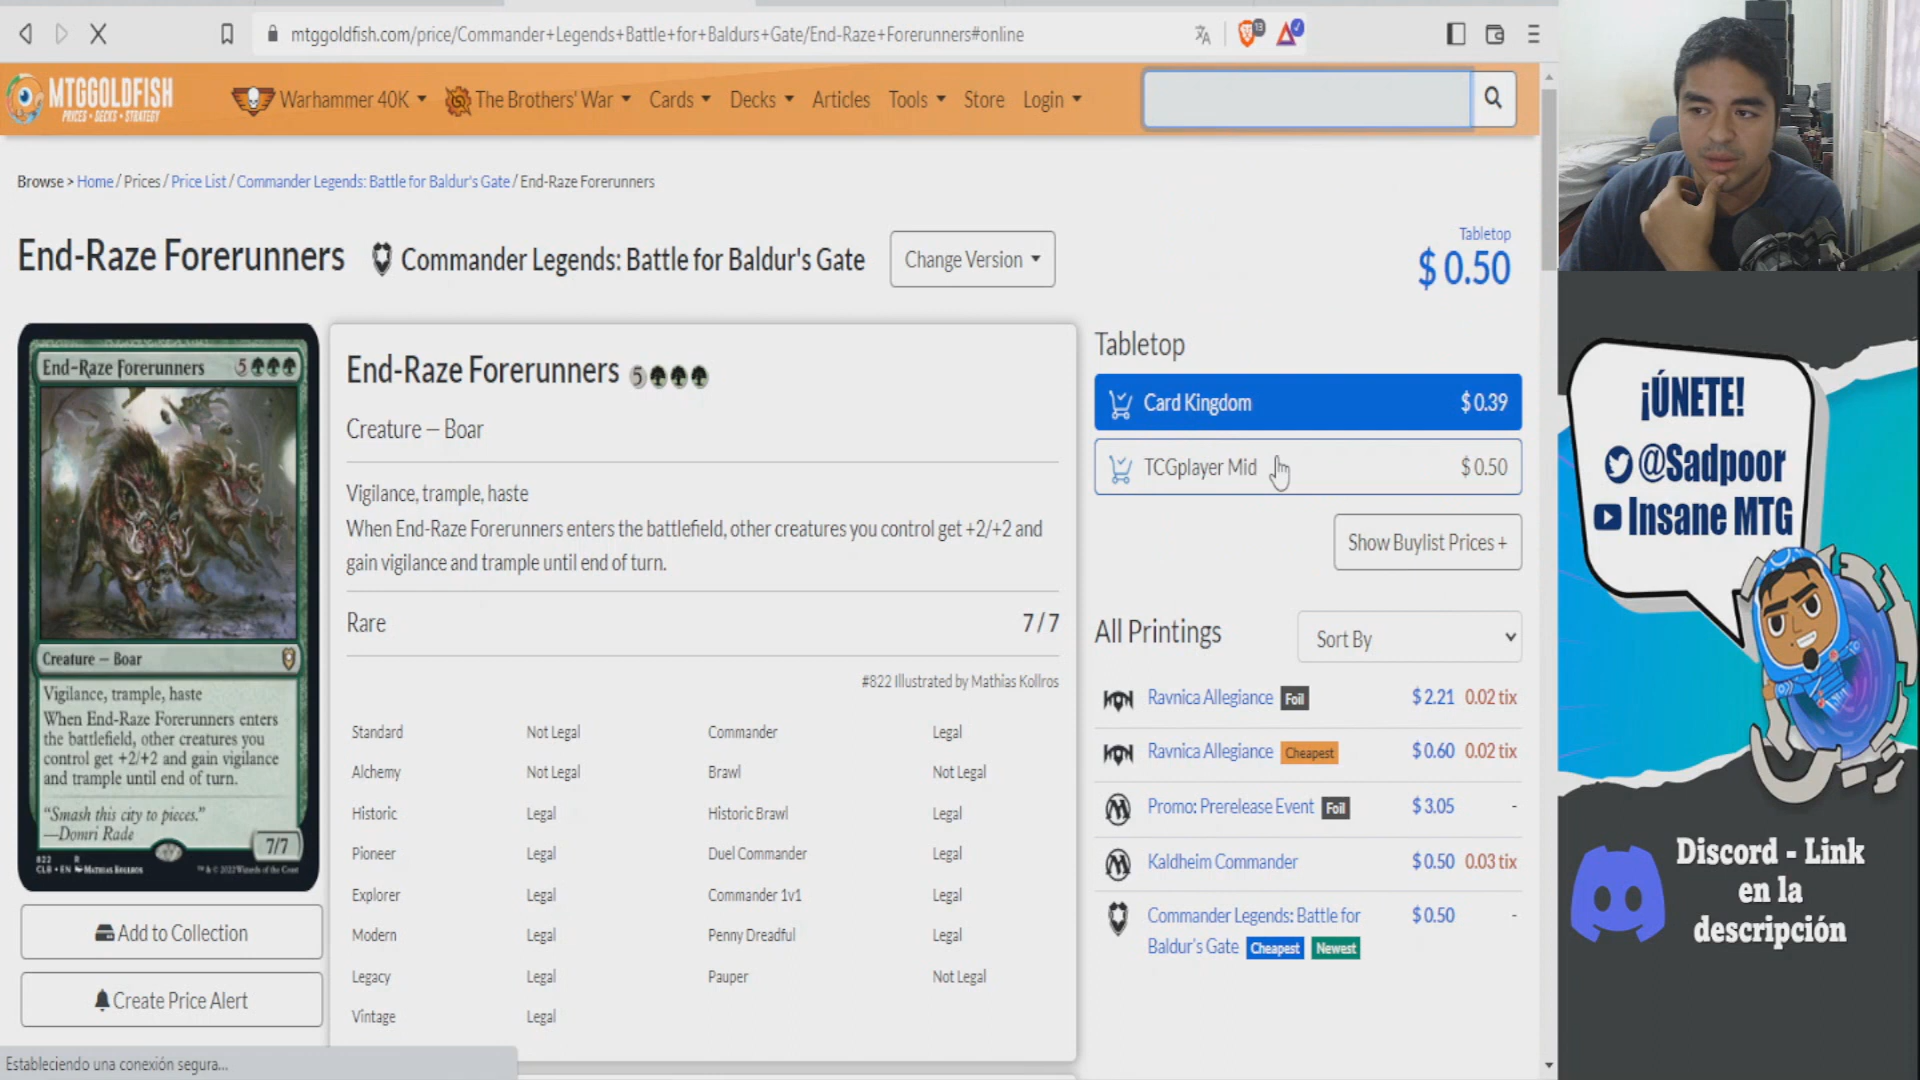 mtggoldfish.com/price/Commander+Legends+Battle+for+Baldurs+Gate/End-Raze+Forerunners#online
13
MTGGOLDFISH
PRICES • DECKS • STRATEGY
Warhammer 40K
The Brothers' War
Cards
Decks
Articles
Tools
Store
Login
Browse > Home / Prices / Price List / Commander Legends: Battle for Baldur's Gate / End-Raze Forerunners
End-Raze Forerunners
Commander Legends: Battle for Baldur's Gate
Change Version
Tabletop
$ 0.50
End-Raze Forerunners 5
Creature – Boar
Vigilance, trample, haste
When End-Raze Forerunners enters
the battlefield, other creatures you
control get +2/+2 and gain vigilance
and trample until end of turn.
"Smash this city to pieces."
—Domri Rade
7/7
822 R
CLB • EN MATHIAS KOLLROS
™ & © 2022 Wizards of the Coast
Add to Collection
Create Price Alert
End-Raze Forerunners 5
Creature – Boar
Vigilance, trample, haste
When End-Raze Forerunners enters the battlefield, other creatures you control get +2/+2 and
gain vigilance and trample until end of turn.
Rare 7 / 7
#822 Illustrated by Mathias Kollros
Standard Not Legal Commander Legal
Alchemy Not Legal Brawl Not Legal
Historic Legal Historic Brawl Legal
Pioneer Legal Duel Commander Legal
Explorer Legal Commander 1v1 Legal
Modern Legal Penny Dreadful Legal
Legacy Legal Pauper Not Legal
Vintage Legal
Tabletop
Card Kingdom $ 0.39
TCGplayer Mid $ 0.50
Show Buylist Prices +
All Printings Sort By
Ravnica Allegiance Foil $ 2.21 0.02 tix
Ravnica Allegiance Cheapest $ 0.60 0.02 tix
Promo: Prerelease Event Foil $ 3.05 -
Kaldheim Commander $ 0.50 0.03 tix
Commander Legends: Battle for $ 0.50 -
Baldur's Gate Cheapest Newest
Estableciendo una conexión segura...
¡ÚNETE!
@Sadpoor
Insane MTG
Discord - Link
en la
descripción